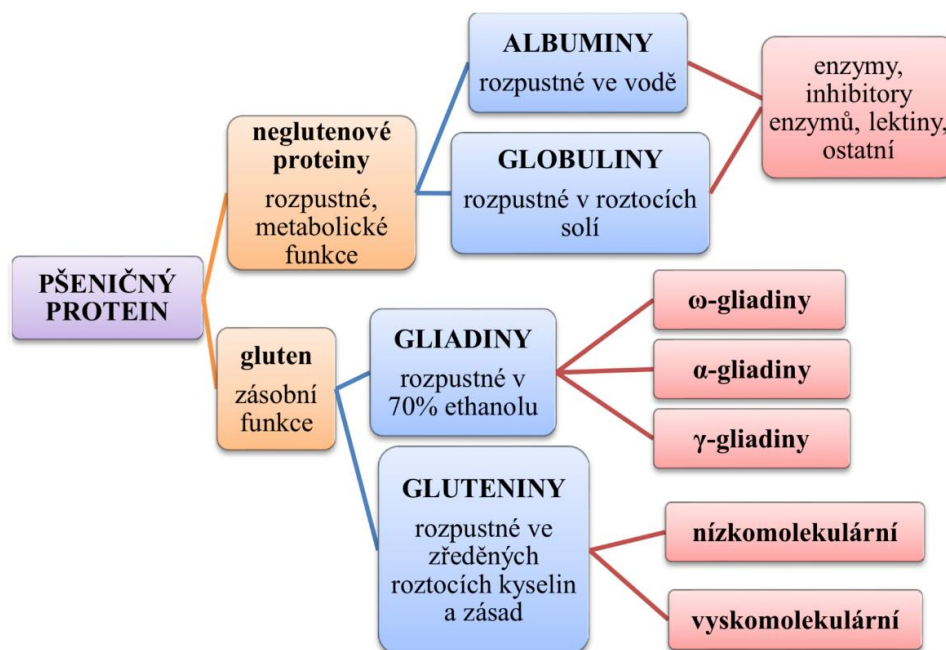 PŠENIČNÝ
PROTEIN
neglutenové
proteiny
rozpustné,
metabolické
funkce
gluten
zásobní
funkce
ALBUMINY
rozpustné ve vodě
GLOBULINY
rozpustné v roztocích
solí
GLIADINY
rozpustné v
70% ethanolu
GLUTENINY
rozpustné ve
zředěných
roztocích kyselin
a zásad
enzymy,
inhibitory
enzymů, lektiny,
ostatní
ω-gliadiny
α-gliadiny
γ-gliadiny
nízkomolekulární
vyskomolekulární